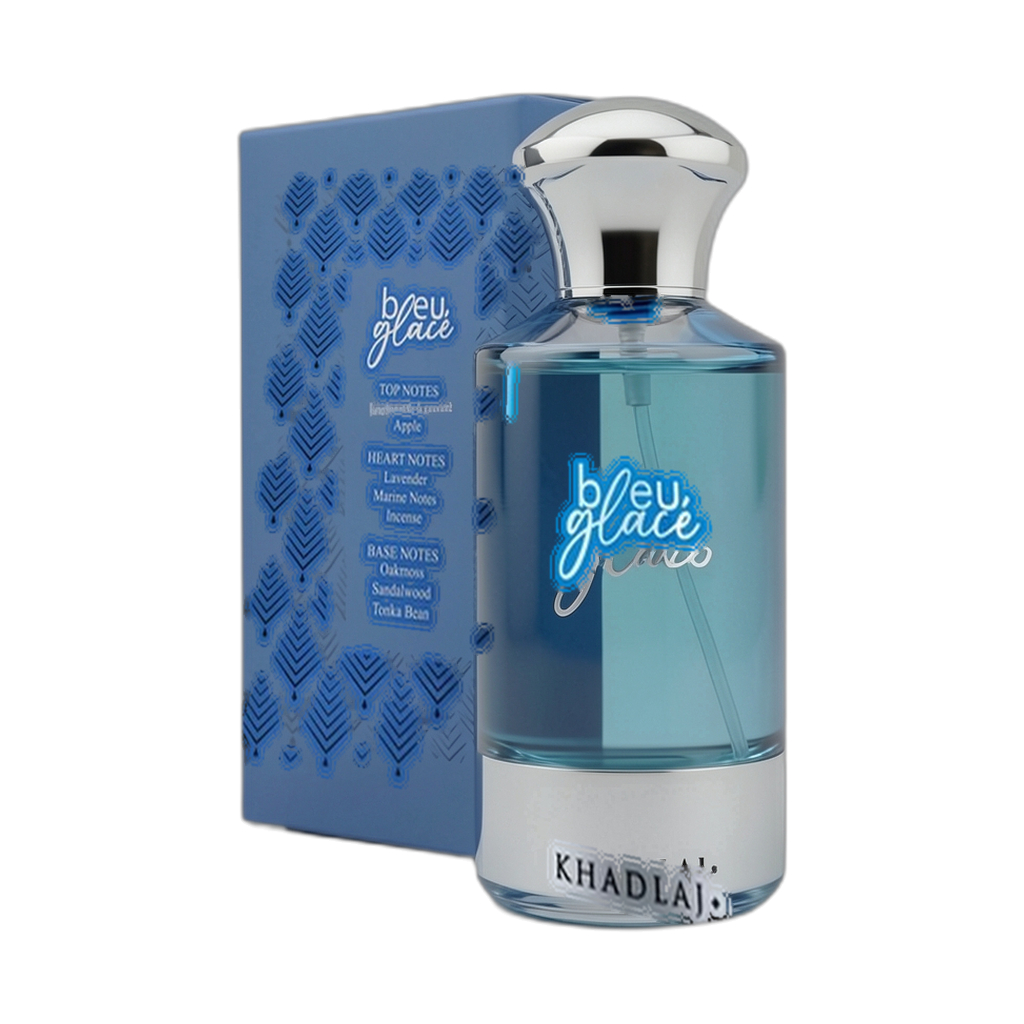 bleu,
glacé
TOP NOTES
Apple
HEART NOTES
Lavender
Marine Notes
Incense
BASE NOTES
Oakmoss
Sandalwood
Tonka Bean
bleu,
glacé
KHADLAJ